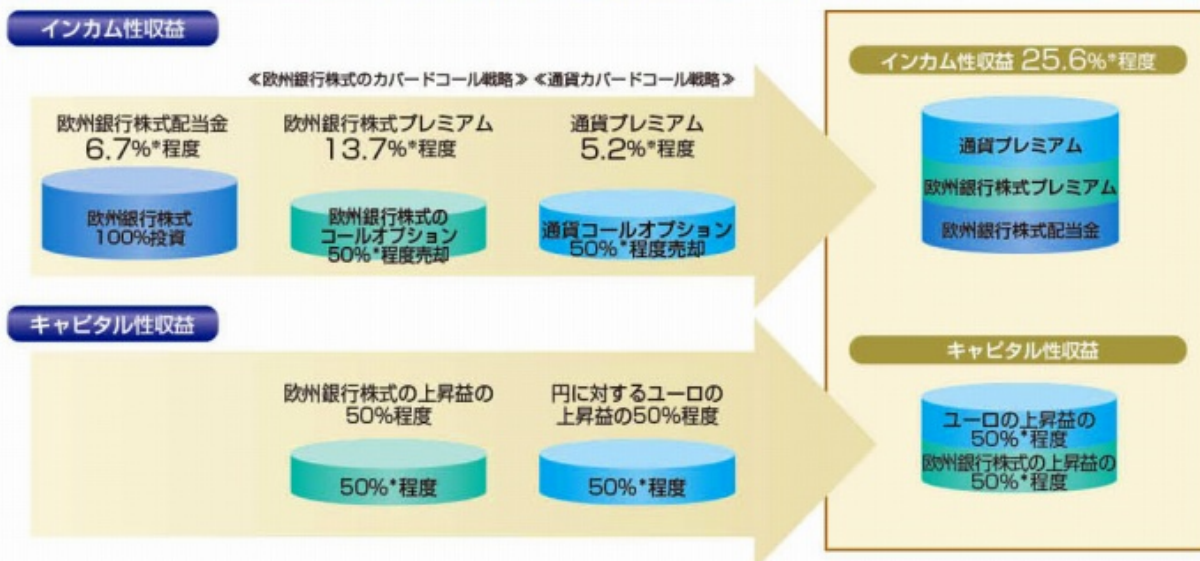 インカム性収益
≪欧州銀行株式のカバードコール戦略≫ ≪通貨カバードコール戦略≫
欧州銀行株式配当金
6.7%*程度
欧州銀行株式
100%投資
欧州銀行株式プレミアム
13.7%*程度
欧州銀行株式の
コールオプション
50%*程度売却
通貨プレミアム
5.2%*程度
通貨コールオプション
50%*程度売却
インカム性収益 25.6%*程度
通貨プレミアム
欧州銀行株式プレミアム
欧州銀行株式配当金
キャピタル性収益
欧州銀行株式の上昇益の
50%程度
50%*程度
円に対するユーロの
上昇益の50%程度
50%*程度
キャピタル性収益
ユーロの上昇益の
50%*程度
欧州銀行株式の上昇益の
50%*程度